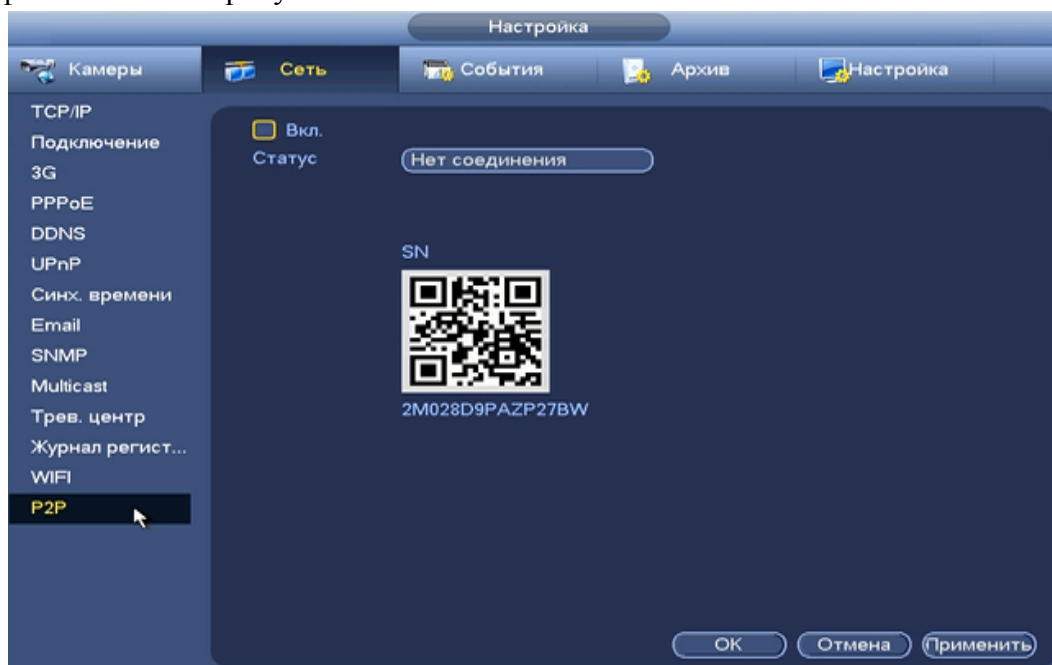 Настройка
Камеры
Сеть
События
Архив
Настройка
TCP/IP
Подключение
3G
PPPoE
DDNS
UPnP
Синх. времени
Email
SNMP
Multicast
Трев. центр
Журнал регист...
WIFI
P2P
Вкл.
Статус
Нет соединения
SN
2M028D9PAZP27BW
OK
Отмена
Применить